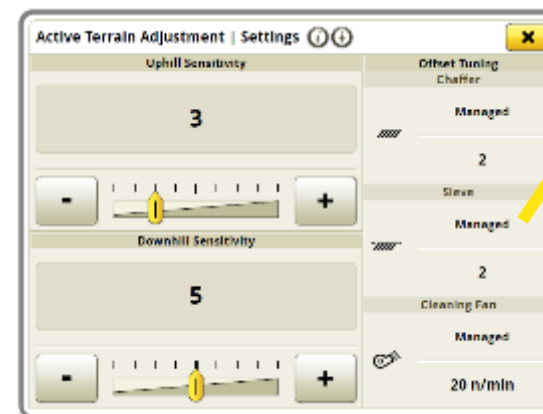 Active Terrain Adjustment | Settings
Uphill Sensitivity
3
-
+
Downhill Sensitivity
5
-
+
Offset Tuning
Chaffer
Managed
2
Sieve
Managed
2
Cleaning Fan
Managed
20 n/min